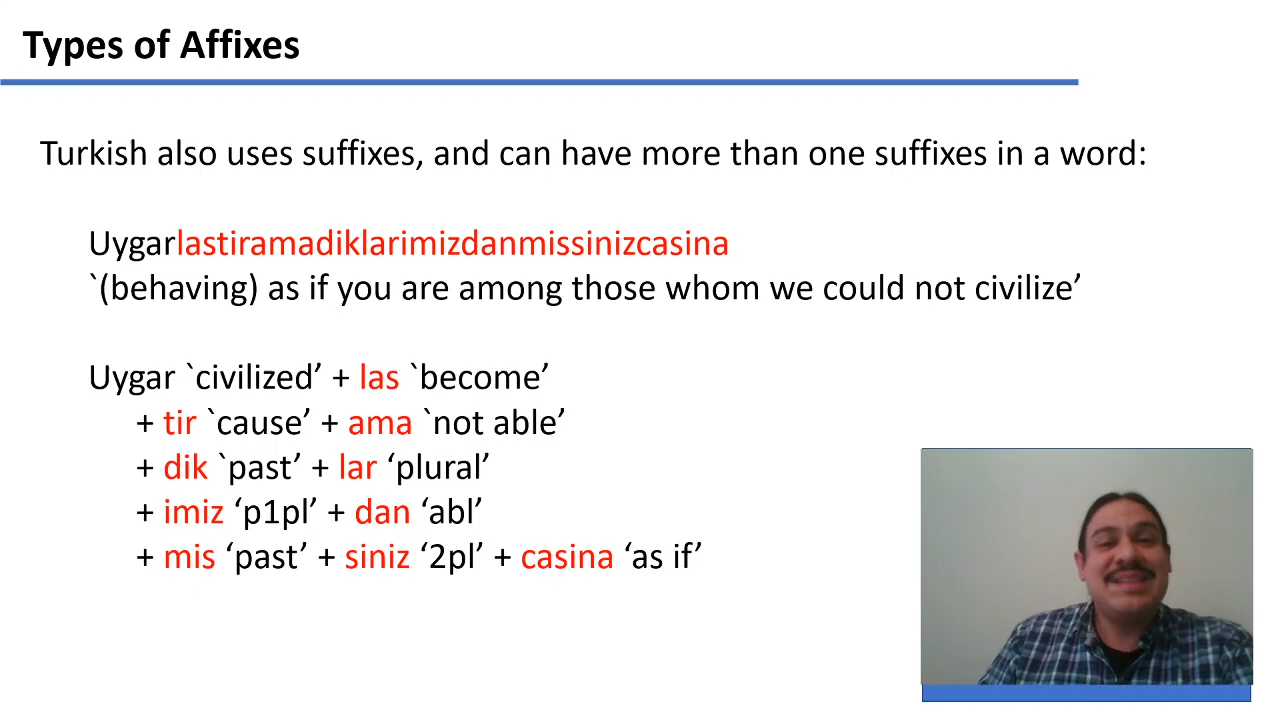 Types of Affixes
Turkish also uses suffixes, and can have more than one suffixes in a word:
Uygarlastiramadiklarimizdanmissinizcasina
`(behaving) as if you are among those whom we could not civilize’
Uygar `civilized’ + las `become’
+ tir `cause’ + ama `not able’
+ dik `past’ + lar ‘plural’
+ imiz ‘p1pl’ + dan ‘abl’
+ mis ‘past’ + siniz ‘2pl’ + casina ‘as if’